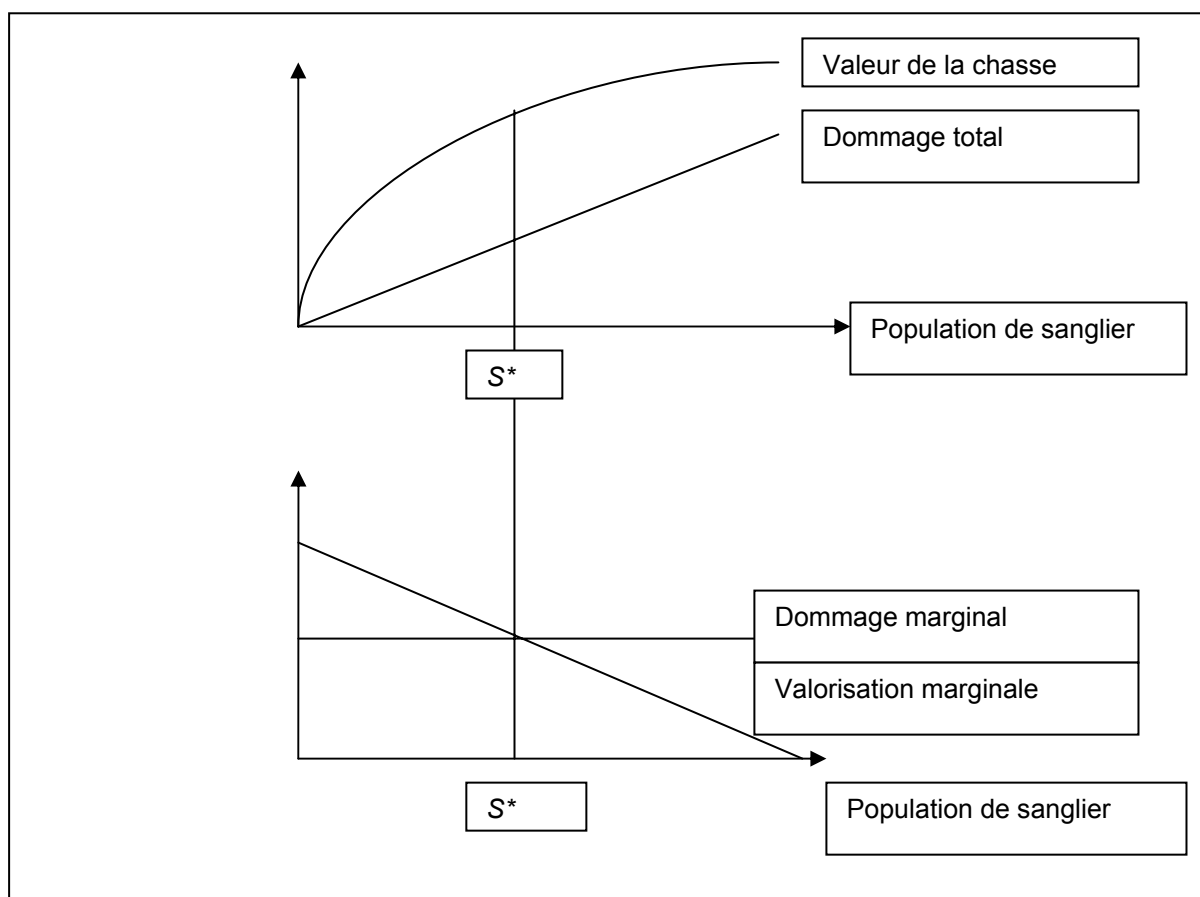 Valeur de la chasse
Dommage total
Population de sanglier
S*
Dommage marginal
Valorisation marginale
S*
Population de sanglier